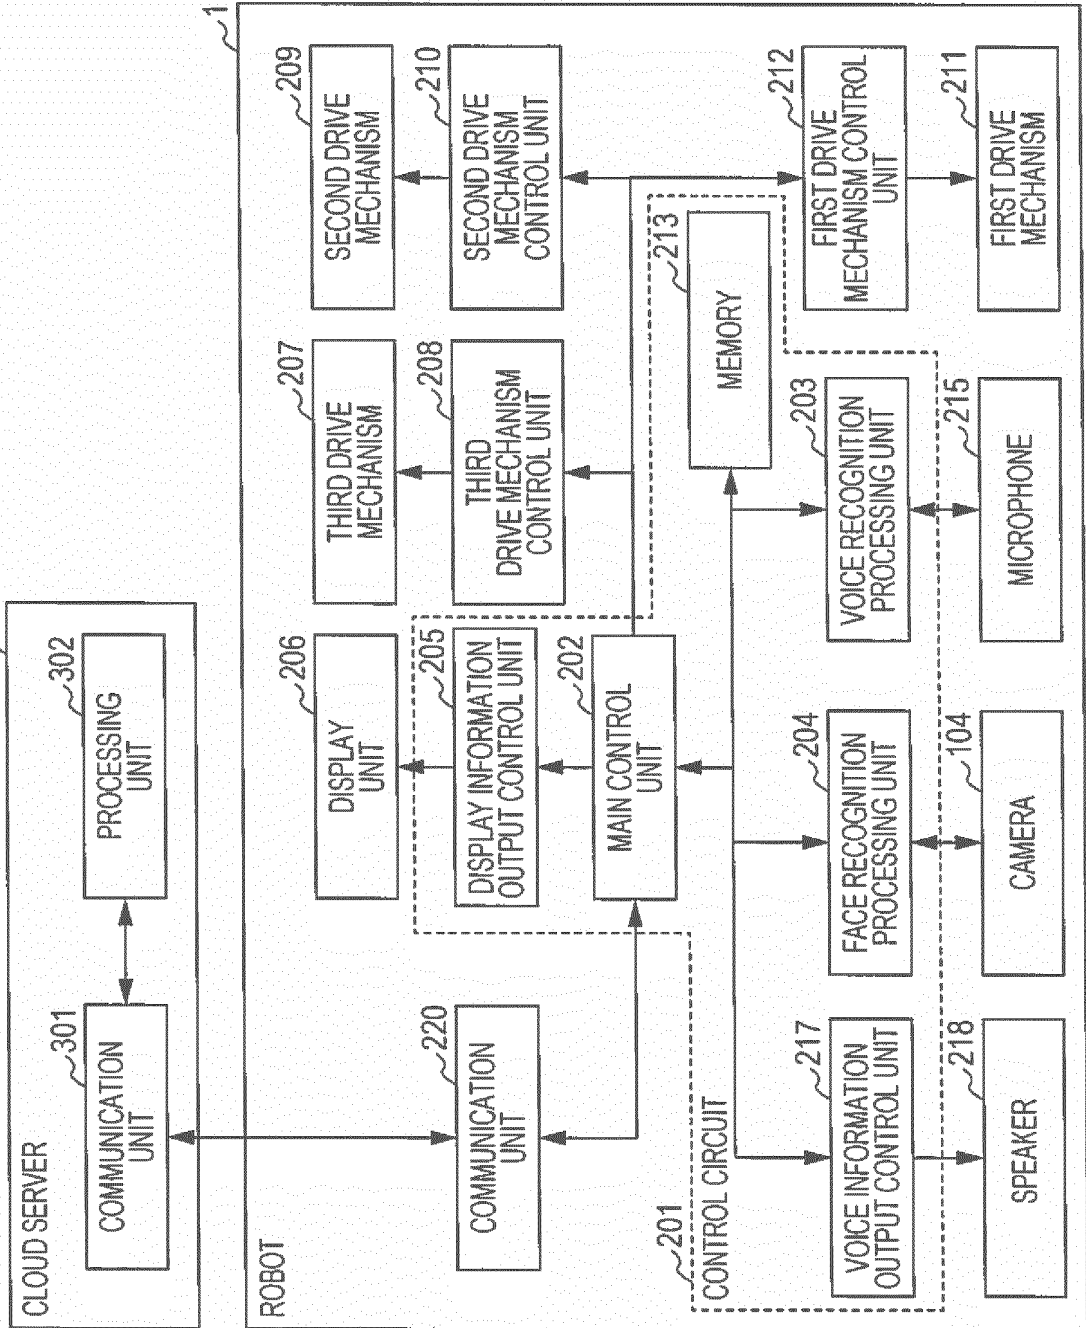 CLOUD SERVER
301
COMMUNICATION
UNIT
302
PROCESSING
UNIT
1
ROBOT
220
COMMUNICATION
UNIT
206
DISPLAY
UNIT
207
THIRD DRIVE
MECHANISM
209
SECOND DRIVE
MECHANISM
205
DISPLAY INFORMATION
OUTPUT CONTROL UNIT
208
THIRD
DRIVE MECHANISM
CONTROL UNIT
210
SECOND DRIVE
MECHANISM
CONTROL UNIT
202
MAIN CONTROL
UNIT
201
CONTROL CIRCUIT
213
MEMORY
217
VOICE INFORMATION
OUTPUT CONTROL UNIT
204
FACE RECOGNITION
PROCESSING UNIT
203
VOICE RECOGNITION
PROCESSING UNIT
212
FIRST DRIVE
MECHANISM CONTROL
UNIT
218
SPEAKER
104
CAMERA
215
MICROPHONE
211
FIRST DRIVE
MECHANISM